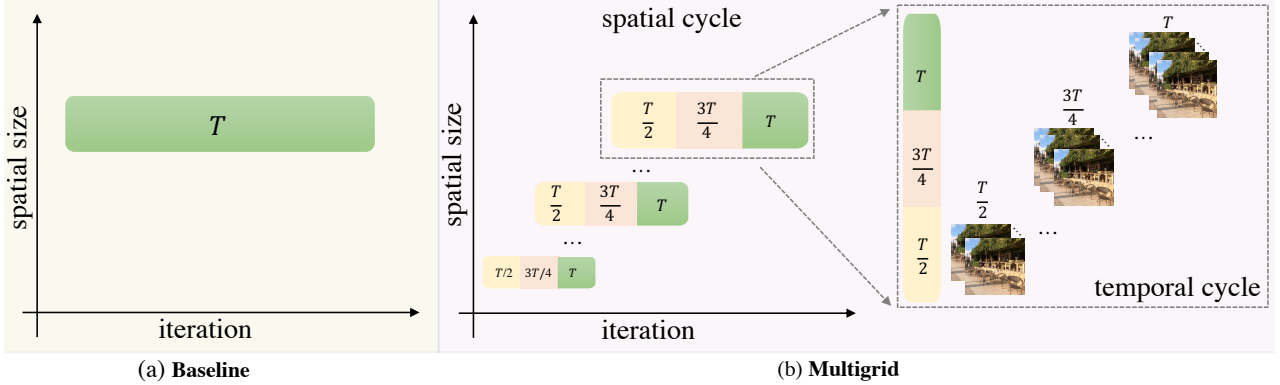 spatial size
T
iteration
(a) Baseline
spatial cycle
spatial size
T/2 3T/4 T
...
T/2 3T/4 T
...
T/2 3T/4 T
iteration
T
3T/4
T/2
T
...
3T/4
...
T/2
temporal cycle
(b) Multigrid